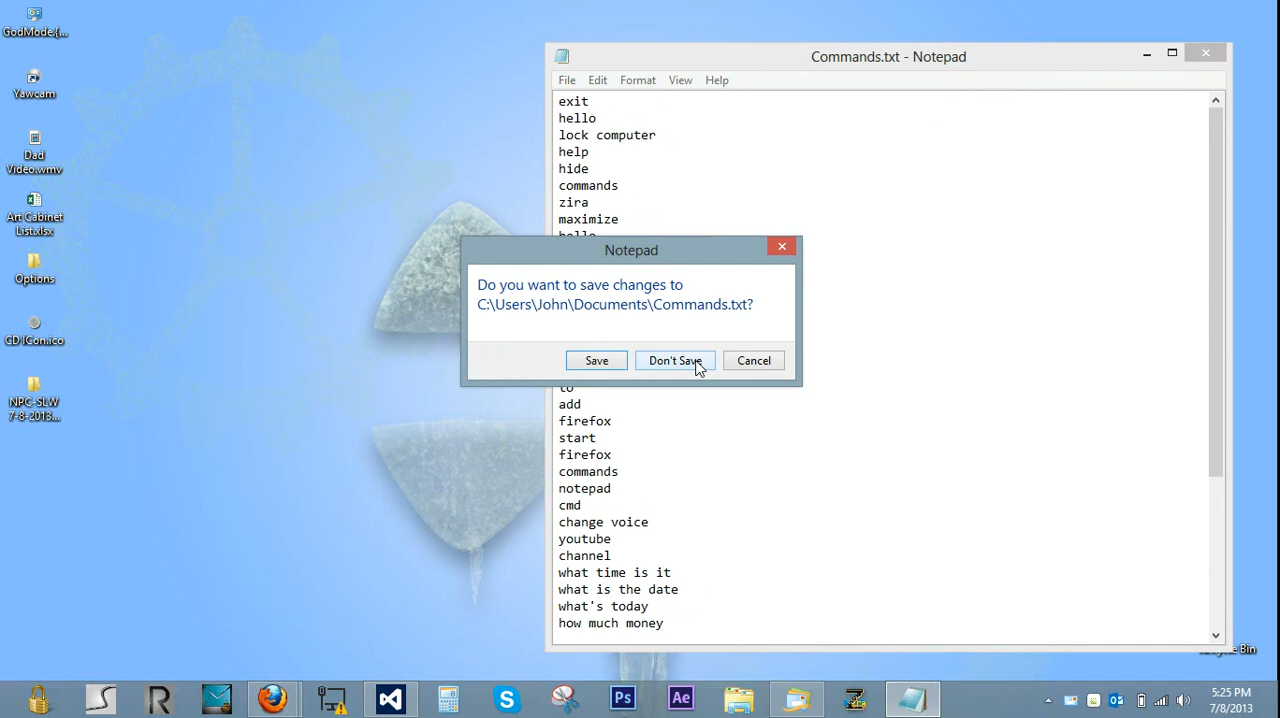 GodMode.{...
Yawcam
Dad
Video.wmv
Art Cabinet
List.xlsx
Options
CD ICon.ico
NPC-SLW
7-8-2013...
Commands.txt - Notepad
File Edit Format View Help
exit
hello
lock computer
help
hide
commands
zira
maximize
hello
Notepad
Do you want to save changes to
C:\Users\John\Documents\Commands.txt?
Save Don't Save Cancel
to
add
firefox
start
firefox
commands
notepad
cmd
change voice
youtube
channel
what time is it
what is the date
what's today
how much money
Bin
S R S Ps Ae
5:25 PM
7/8/2013